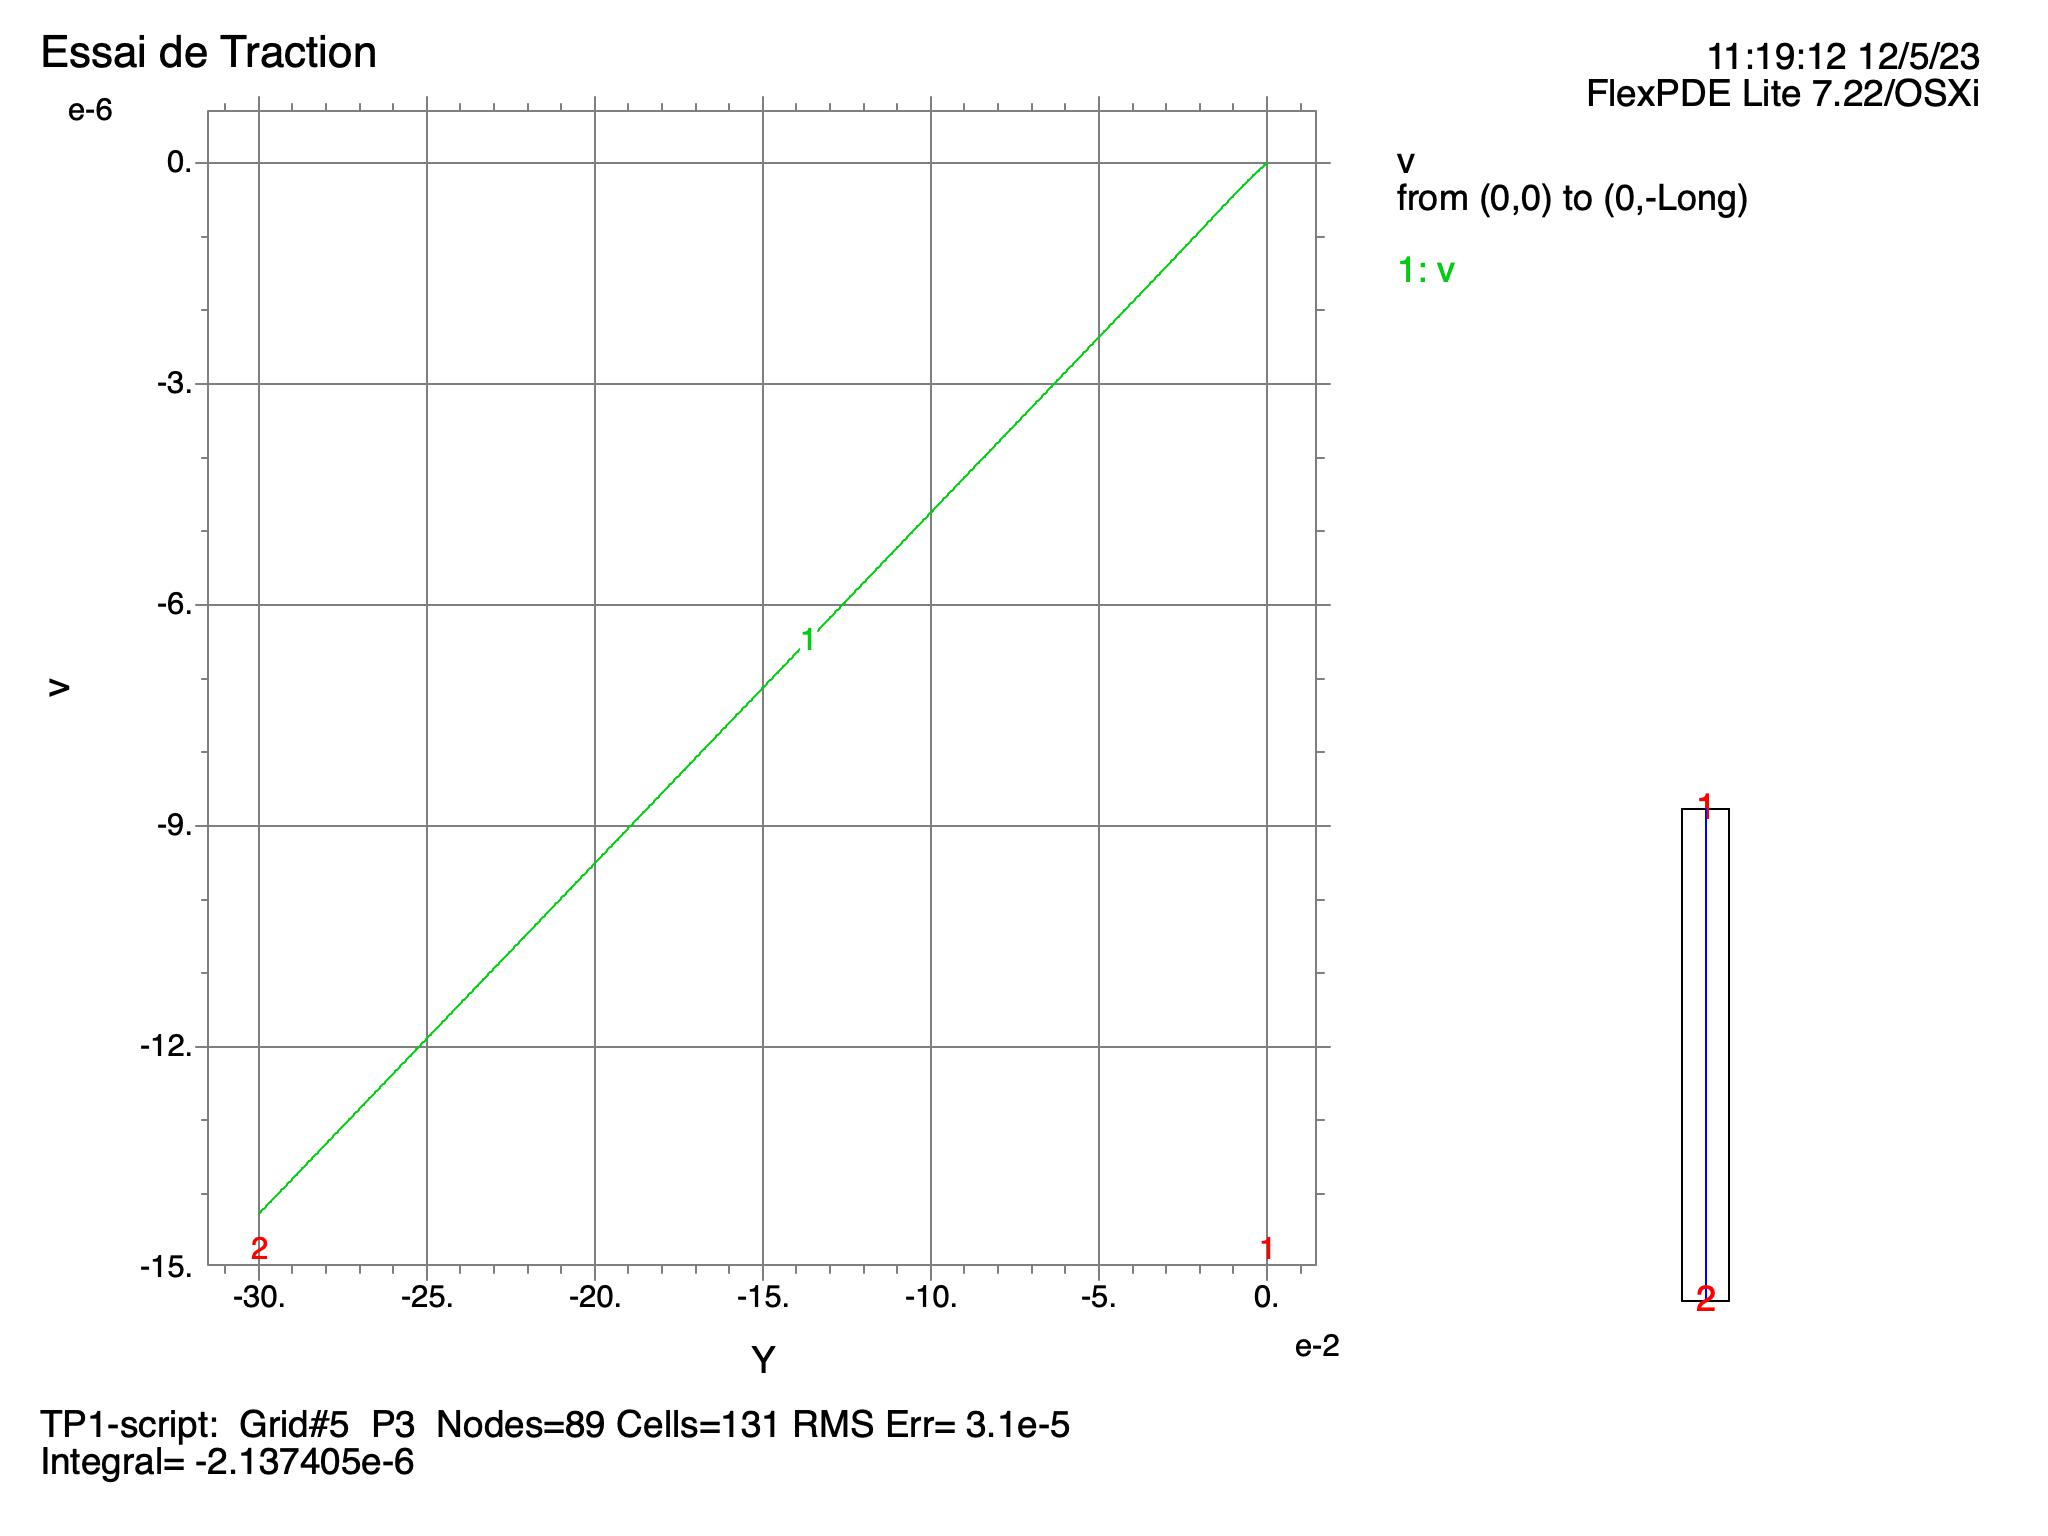 Essai de Traction
11:19:12 12/5/23
FlexPDE Lite 7.22/OSXi
e-6
v
from (0,0) to (0,-Long)
1: v
0.
-3.
-6.
-9.
-12.
-15.
v
1
2
1
-30.
-25.
-20.
-15.
-10.
-5.
0.
e-2
Y
1
2
TP1-script:  Grid#5  P3  Nodes=89 Cells=131 RMS Err= 3.1e-5
Integral= -2.137405e-6